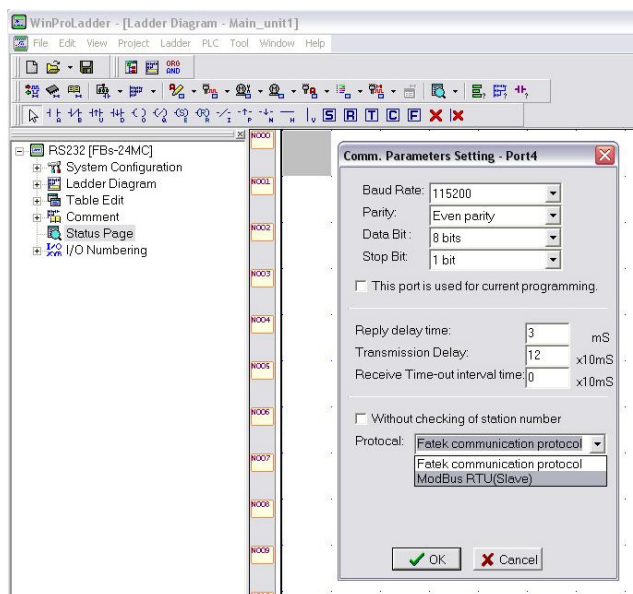 WinProLadder - [Ladder Diagram - Main_unit1]
File Edit View Project Ladder PLC Tool Window Help
ORG
AND
S R T C F
RS232 [FBs-24MC]
System Configuration
Ladder Diagram
Table Edit
Comment
Status Page
I/O Numbering
N000
N001
N002
N003
N004
N005
N006
N007
N008
N009
Comm. Parameters Setting - Port4
Baud Rate: 115200
Parity: Even parity
Data Bit: 8 bits
Stop Bit: 1 bit
This port is used for current programming.
Reply delay time: 3 mS
Transmission Delay: 12 x10mS
Receive Time-out interval time: 0 x10mS
Without checking of station number
Protocal: Fatek communication protocol
Fatek communication protocol
ModBus RTU(Slave)
OK Cancel